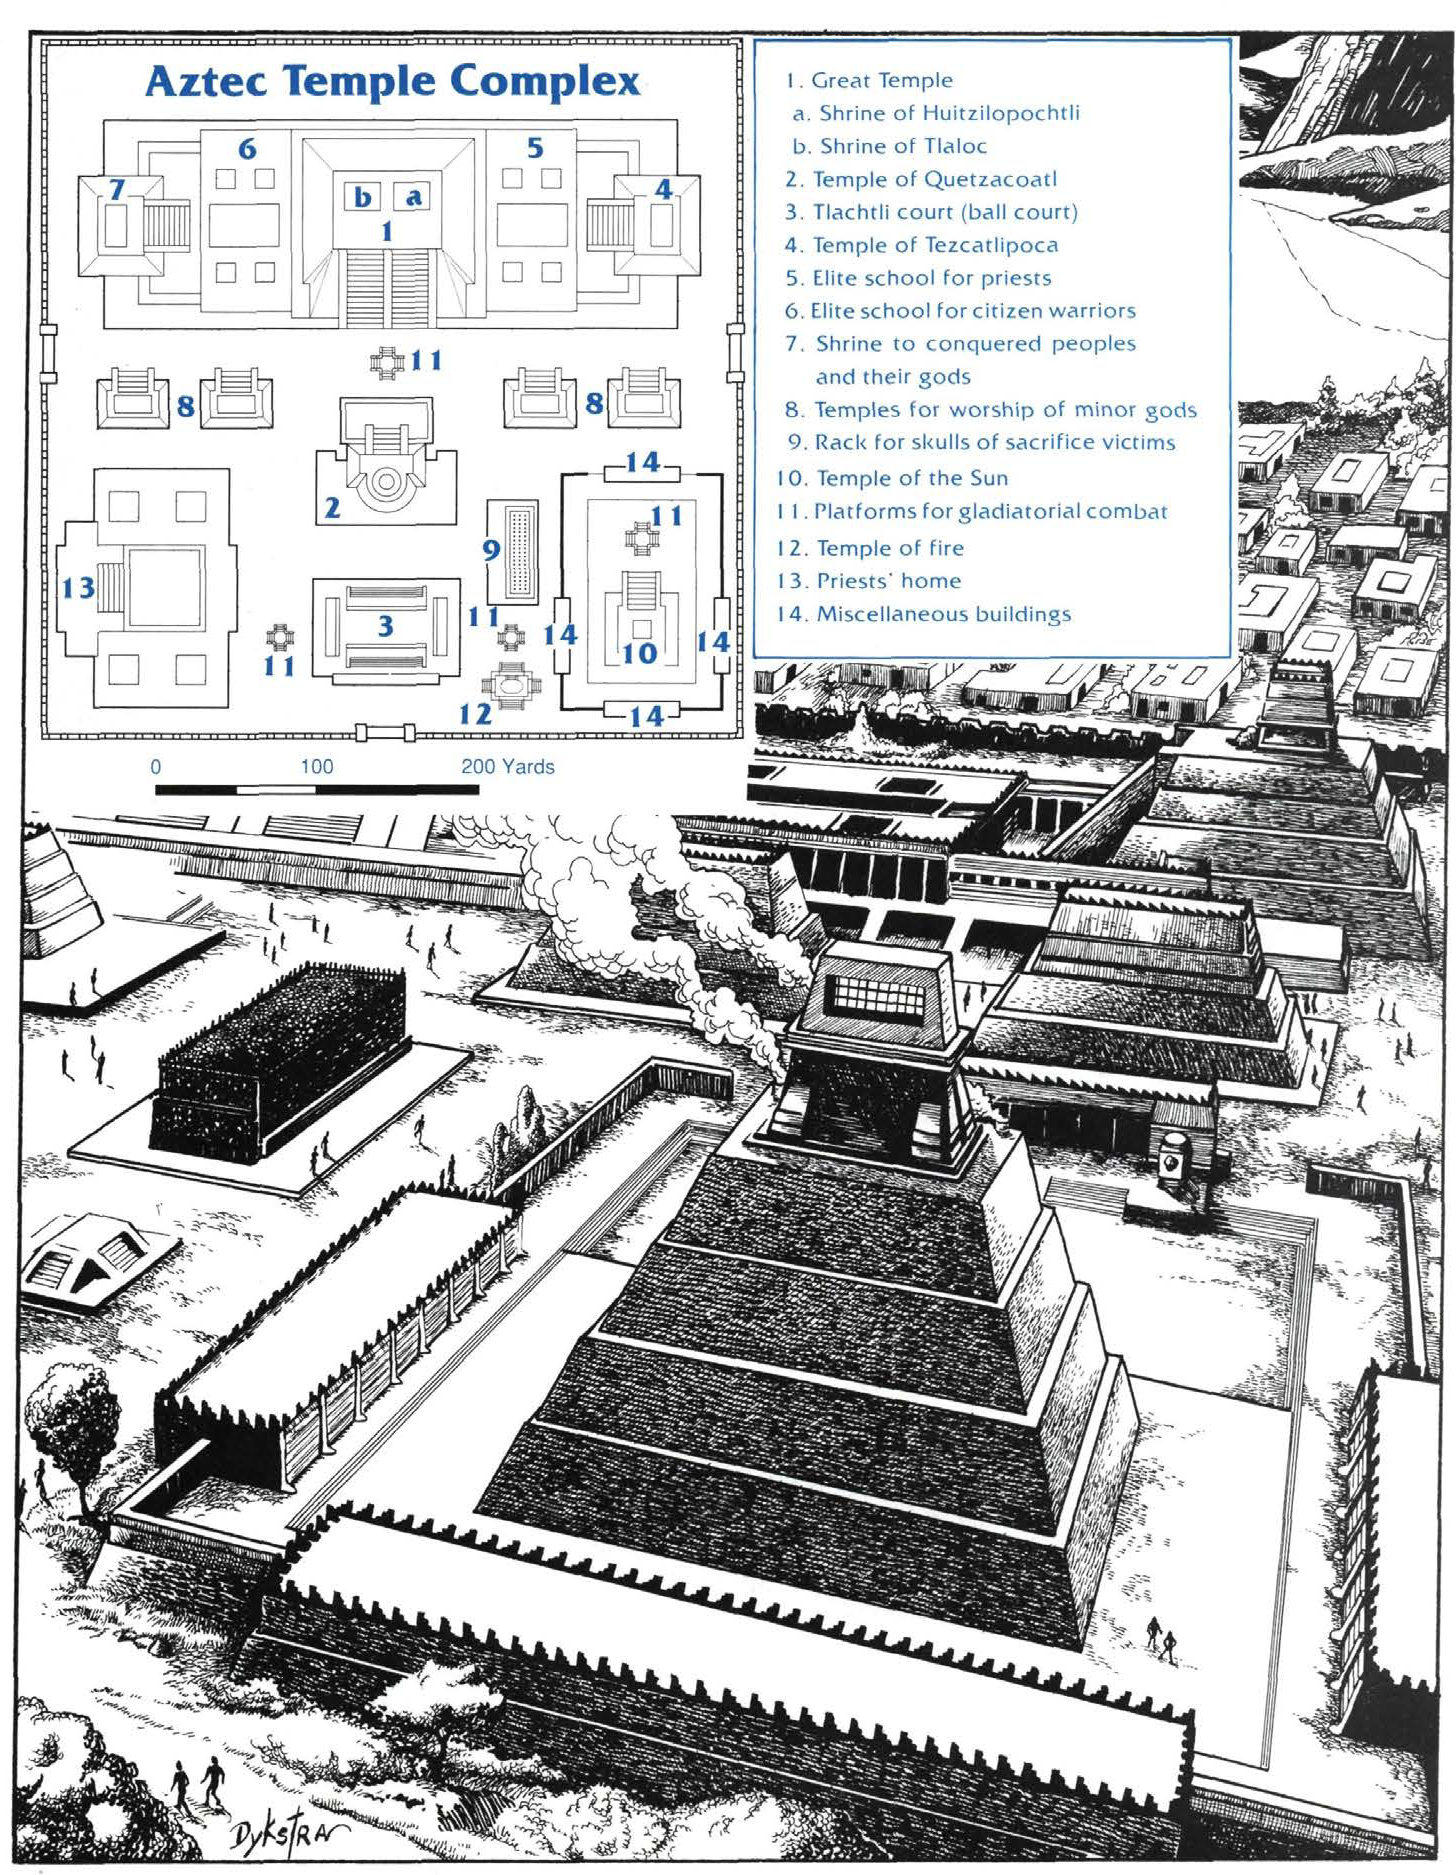 Aztec Temple Complex
6
5
7
4
b
a
1
11
8
8
2
14
11
9
13
3
11
14
14
10
11
12
14
0 100 200 Yards
1. Great Temple
a. Shrine of Huitzilopochtli
b. Shrine of Tlaloc
2. Temple of Quetzacoatl
3. Tlachtli court (ball court)
4. Temple of Tezcatlipoca
5. Elite school for priests
6. Elite school for citizen warriors
7. Shrine to conquered peoples
and their gods
8. Temples for worship of minor gods
9. Rack for skulls of sacrifice victims
10. Temple of the Sun
11. Platforms for gladiatorial combat
12. Temple of fire
13. Priests' home
14. Miscellaneous buildings
Dykstra